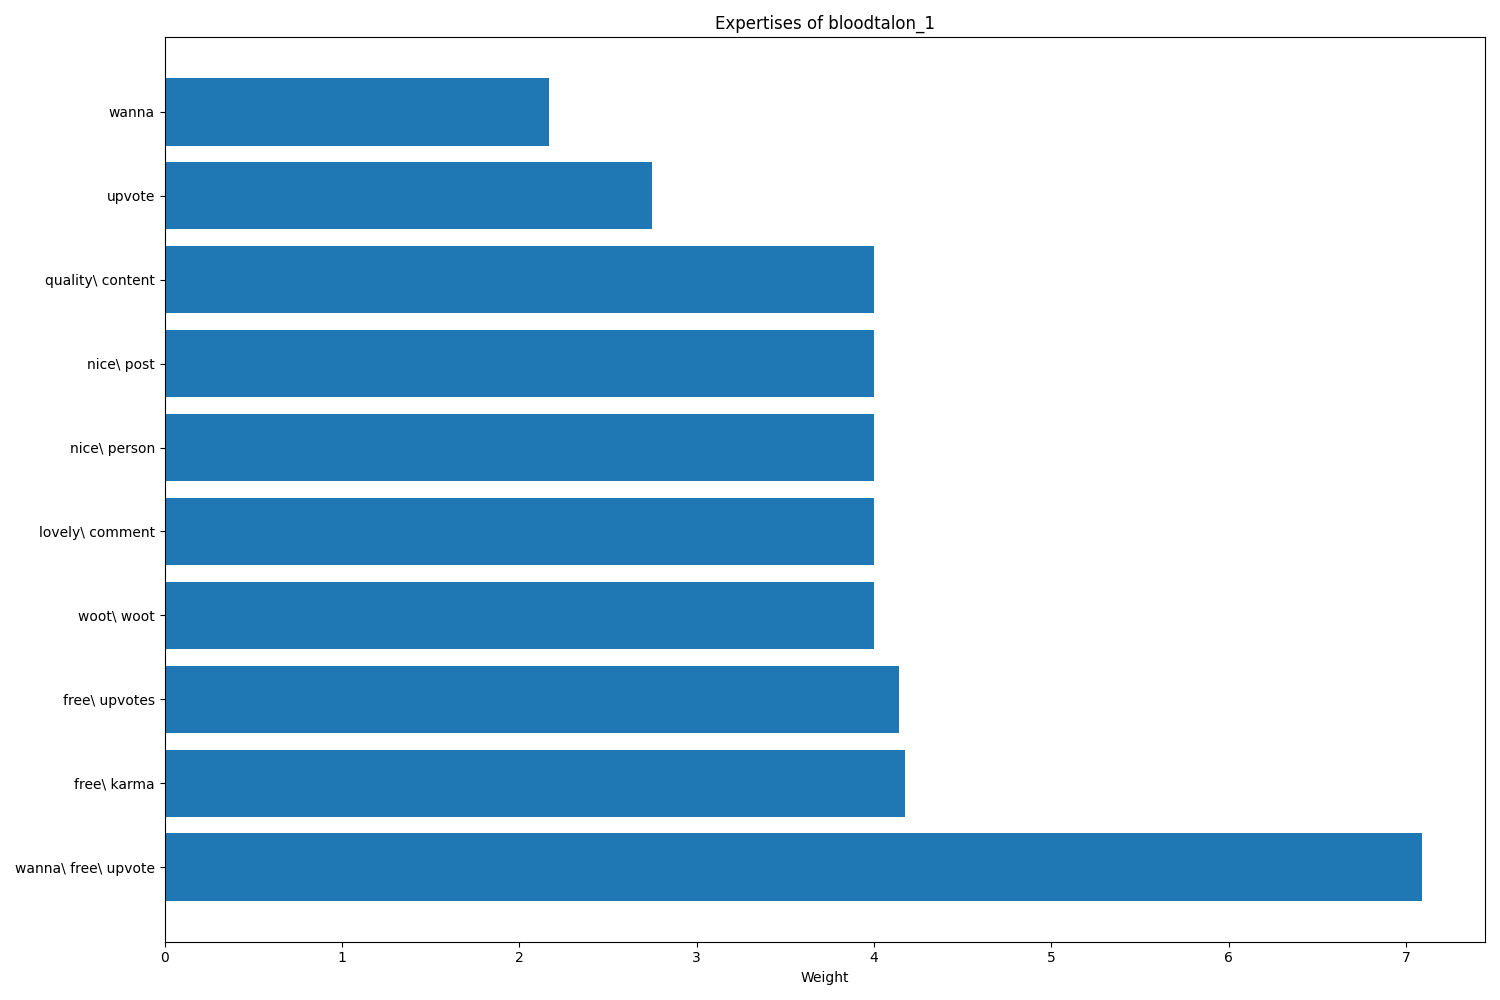 Expertises of bloodtalon_1
wanna
upvote
quality\ content
nice\ post
nice\ person
lovely\ comment
woot\ woot
free\ upvotes
free\ karma
wanna\ free\ upvote
0 1 2 3 4 5 6 7
Weight